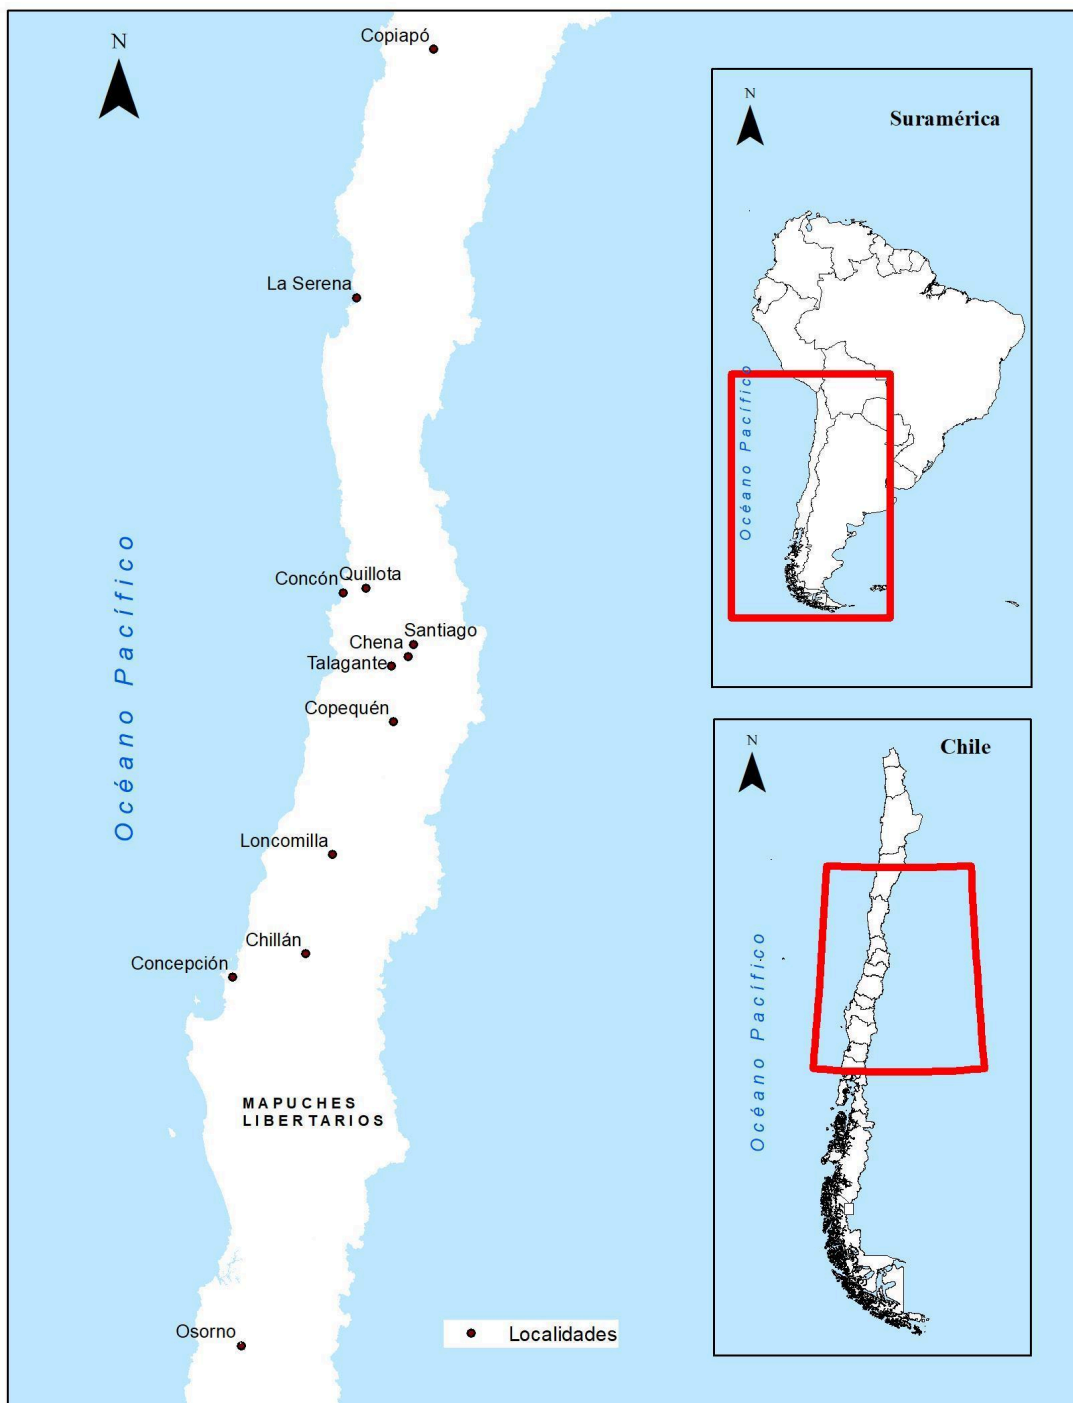 N
Copiapó
La Serena
Concón
Quillota
Santiago
Chena
Talagante
Copequén
Océano Pacífico
Loncomilla
Chillán
Concepción
MAPUCHES
LIBERTARIOS
Osorno
Localidades
N
Suramérica
Océano Pacífico
N
Chile
Océano Pacífico